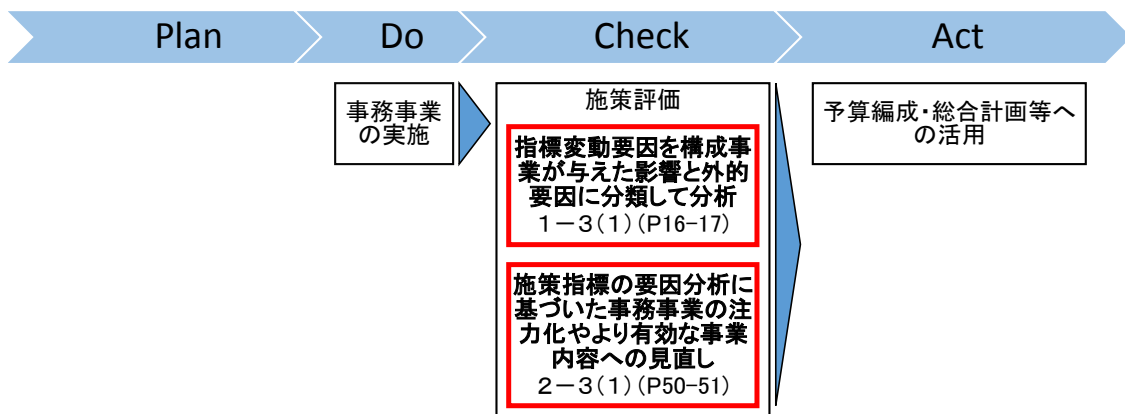 Plan
Do
Check
Act
事務事業
の実施
施策評価
指標変動要因を構成事
業が与えた影響と外的
要因に分類して分析
1－3(1)(P16-17)
施策指標の要因分析に
基づいた事務事業の注
力化やより有効な事業
内容への見直し
2－3(1)(P50-51)
予算編成・総合計画等へ
の活用